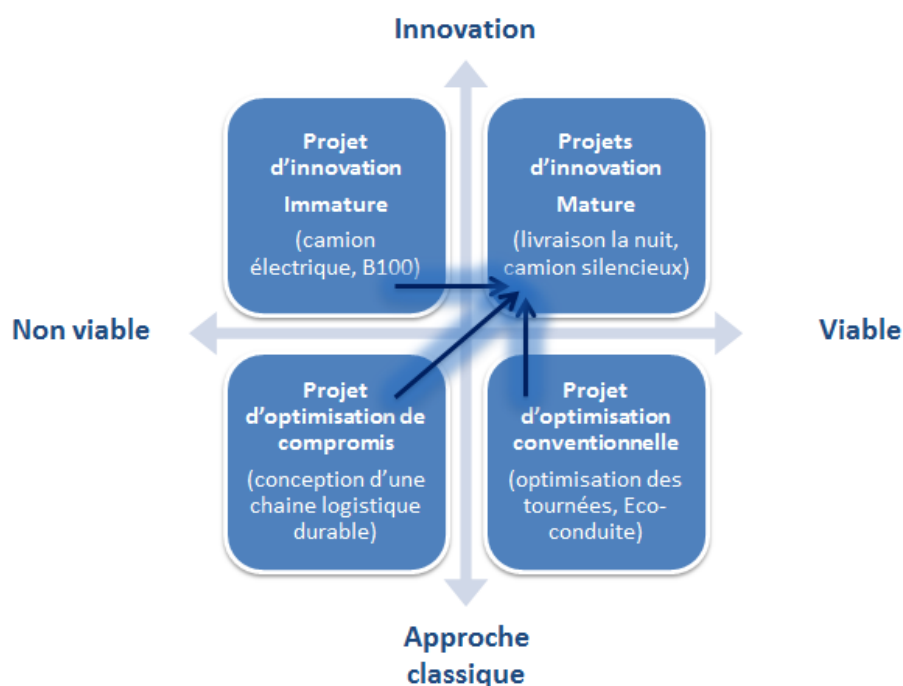 Innovation
Projet
d'innovation
Immature
(camion
électrique, B100)
Projets
d'innovation
Mature
(livraison la nuit,
camion silencieux)
Non viable
Viable
Projet
d'optimisation de
compromis
(conception d'une
chaine logistique
durable)
Projet
d'optimisation
conventionnelle
(optimisation des
tournées, Eco-
conduite)
Approche
classique